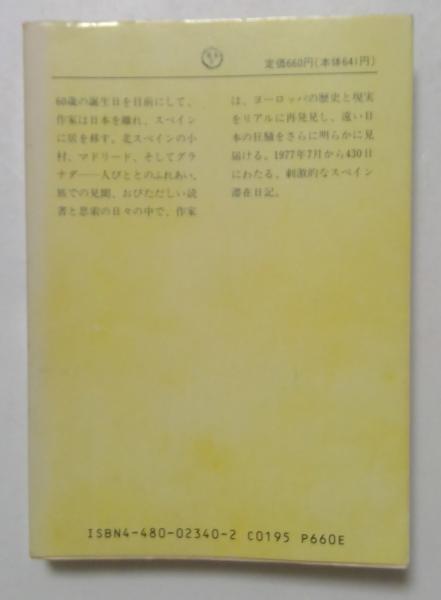 定価660円(本体641円)
60歳の誕生日を目前にして、
作家は日本を離れ、スペイン
に居を移す。北スペインの小
村、マドリード、そしてグラ
ナダ――人びととのふれあい、
旅での見聞、おびただしい読
書と思索の日々の中で、作家
は、ヨーロッパの歴史と現実
をリアルに再発見し、遠い日
本の狂騒をさらに明らかに見
届ける。1977年7月から430日
にわたる、刺激的なスペイン
滞在日記。
ISBN4-480-02340-2 C0195 P660E